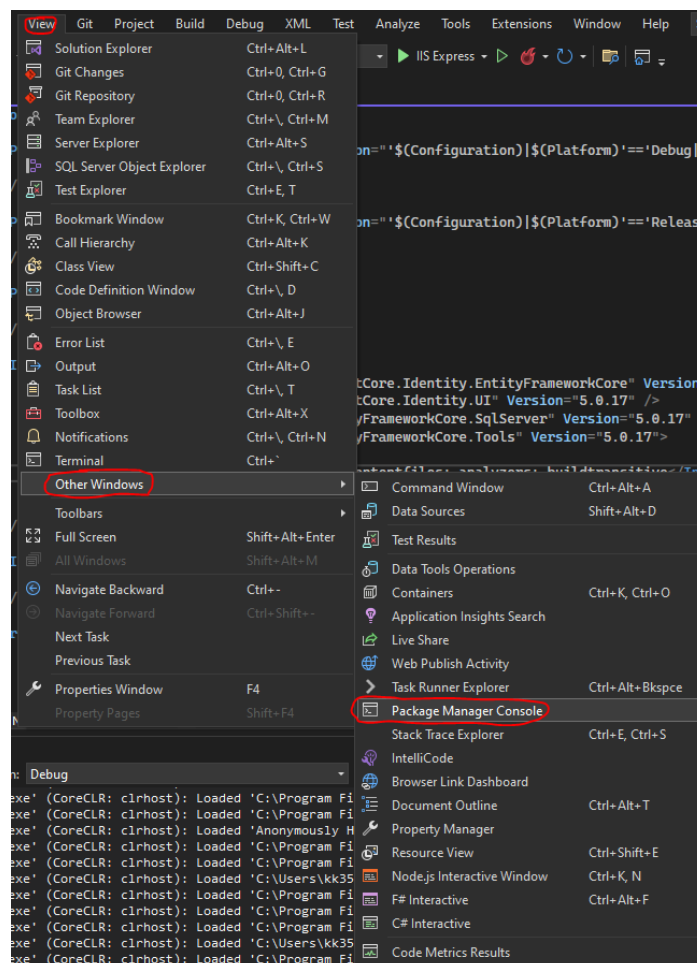 View Git Project Build Debug XML Test Analyze Tools Extensions Window Help
IIS Express
Solution Explorer Ctrl+Alt+L
Git Changes Ctrl+0, Ctrl+G
Git Repository Ctrl+0, Ctrl+R
Team Explorer Ctrl+\, Ctrl+M
Server Explorer Ctrl+Alt+S
on="'$(Configuration)|$(Platform)'=='Debug|
SQL Server Object Explorer Ctrl+\, Ctrl+S
Test Explorer Ctrl+E, T
Bookmark Window Ctrl+K, Ctrl+W
on="'$(Configuration)|$(Platform)'=='Releas
Call Hierarchy Ctrl+Alt+K
Class View Ctrl+Shift+C
Code Definition Window Ctrl+\, D
Object Browser Ctrl+Alt+J
Error List Ctrl+\, E
Output Ctrl+Alt+O
Task List Ctrl+\, T
tCore.Identity.EntityFrameworkCore" Version
tCore.Identity.UI" Version="5.0.17" />
Toolbox Ctrl+Alt+X
yFrameworkCore.SqlServer" Version="5.0.17"
Notifications Ctrl+\, Ctrl+N
yFrameworkCore.Tools" Version="5.0.17">
Terminal Ctrl+`
ontentfiles; analyzers; buildtransitive</I
Other Windows
Toolbars
Full Screen Shift+Alt+Enter
All Windows Shift+Alt+M
Navigate Backward Ctrl+-
Navigate Forward Ctrl+Shift+-
Next Task
Previous Task
Properties Window F4
Property Pages Shift+F4
Command Window Ctrl+Alt+A
Data Sources Shift+Alt+D
Test Results
Data Tools Operations
Containers Ctrl+K, Ctrl+O
Application Insights Search
Live Share
Web Publish Activity
Task Runner Explorer Ctrl+Alt+Bkspce
Package Manager Console
Stack Trace Explorer Ctrl+E, Ctrl+S
IntelliCode
Browser Link Dashboard
Document Outline Ctrl+Alt+T
Property Manager
Resource View Ctrl+Shift+E
Node.js Interactive Window Ctrl+K, N
F# Interactive Ctrl+Alt+F
C# Interactive
Code Metrics Results
n: Debug
exe' (CoreCLR: clrhost): Loaded 'C:\Program Fi
exe' (CoreCLR: clrhost): Loaded 'C:\Program Fi
exe' (CoreCLR: clrhost): Loaded 'Anonymously H
exe' (CoreCLR: clrhost): Loaded 'C:\Program Fi
exe' (CoreCLR: clrhost): Loaded 'C:\Program Fi
exe' (CoreCLR: clrhost): Loaded 'C:\Users\kk35
exe' (CoreCLR: clrhost): Loaded 'C:\Program Fi
exe' (CoreCLR: clrhost): Loaded 'C:\Program Fi
exe' (CoreCLR: clrhost): Loaded 'C:\Program Fi
exe' (CoreCLR: clrhost): Loaded 'C:\Users\kk35
exe' (CoreCLR: clrhost): Loaded 'C:\Program Fi